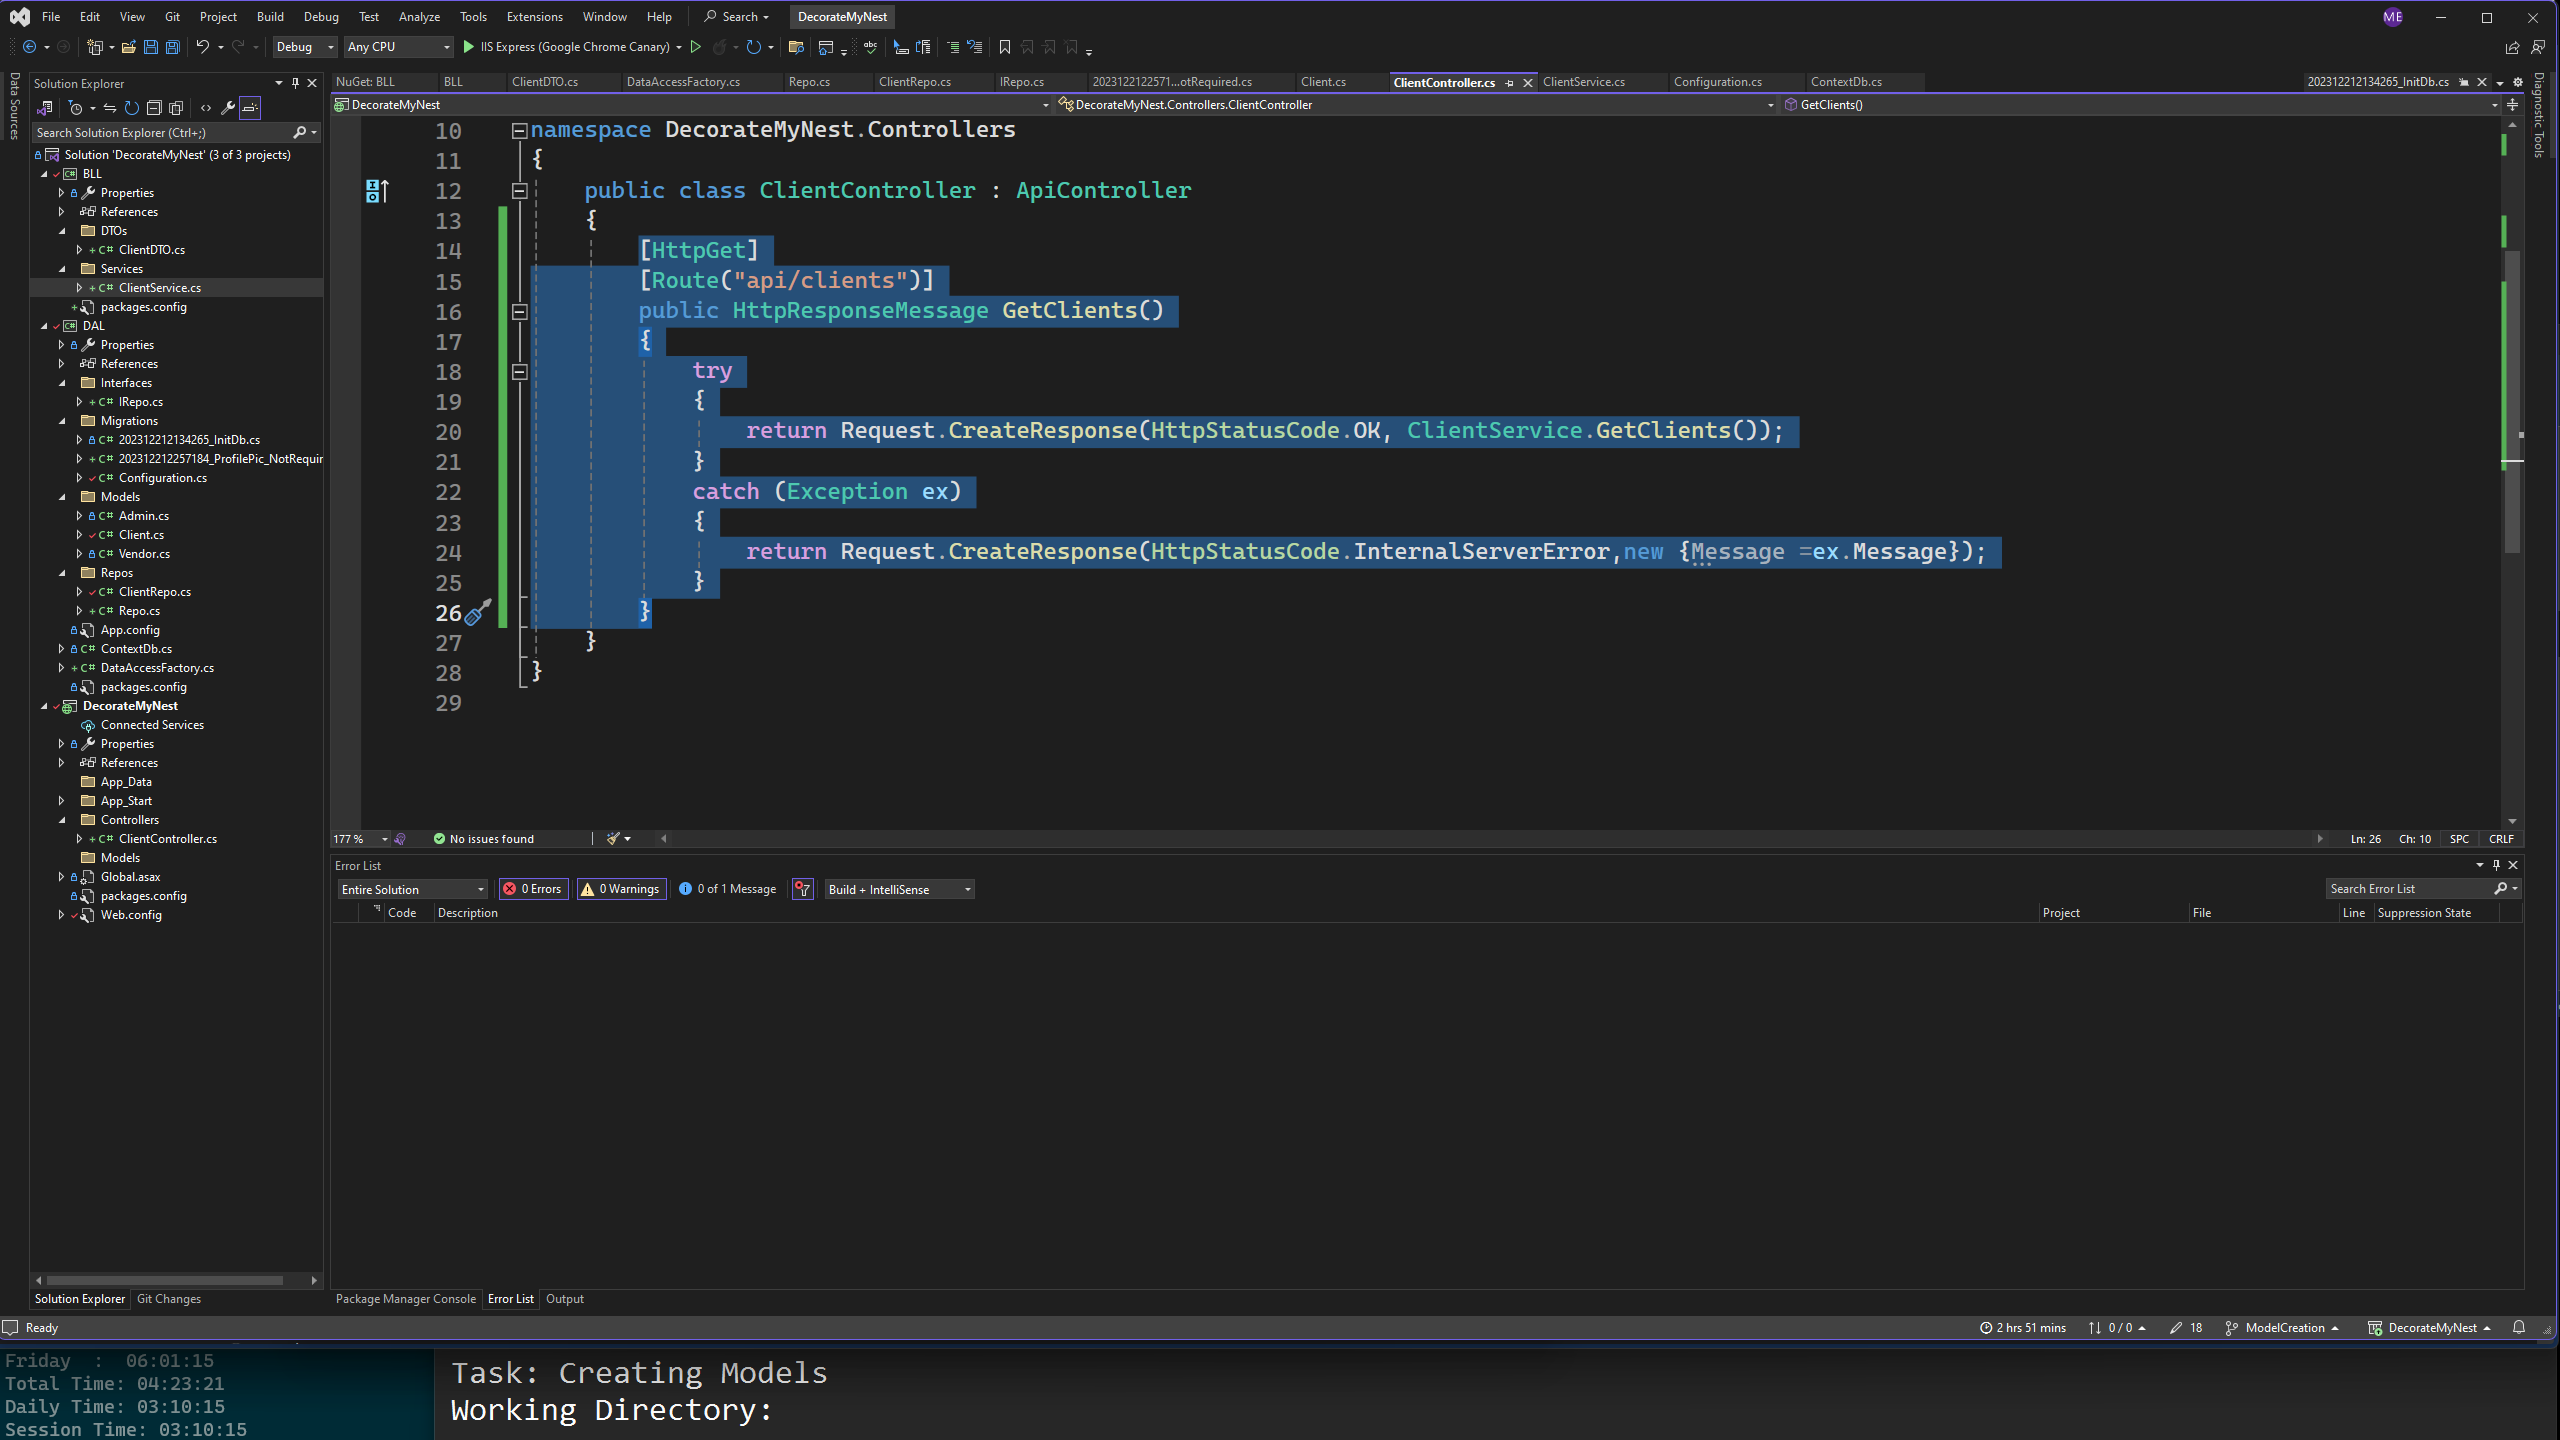 File Edit View Git Project Build Debug Test Analyze Tools Extensions Window Help Search DecorateMyNest ME
Debug Any CPU IIS Express (Google Chrome Canary)
Data Sources
Solution Explorer
Search Solution Explorer (Ctrl+;)
Solution 'DecorateMyNest' (3 of 3 projects)
BLL
Properties
References
DTOs
C# ClientDTO.cs
Services
C# ClientService.cs
packages.config
DAL
Properties
References
Interfaces
C# IRepo.cs
Migrations
C# 202312212134265_InitDb.cs
C# 202312212257184_ProfilePic_NotRequir
C# Configuration.cs
Models
C# Admin.cs
C# Client.cs
C# Vendor.cs
Repos
C# ClientRepo.cs
C# Repo.cs
App.config
C# ContextDb.cs
C# DataAccessFactory.cs
packages.config
DecorateMyNest
Connected Services
Properties
References
App_Data
App_Start
Controllers
C# ClientController.cs
Models
Global.asax
packages.config
Web.config
Solution Explorer Git Changes
NuGet: BLL BLL ClientDTO.cs DataAccessFactory.cs Repo.cs ClientRepo.cs IRepo.cs 2023122122571...otRequired.cs Client.cs ClientController.cs ClientService.cs Configuration.cs ContextDb.cs 202312212134265_InitDb.cs
DecorateMyNest DecorateMyNest.Controllers.ClientController GetClients()
10 namespace DecorateMyNest.Controllers
11 {
12 public class ClientController : ApiController
13 {
14 [HttpGet]
15 [Route("api/clients")]
16 public HttpResponseMessage GetClients()
17 {
18 try
19 {
20 return Request.CreateResponse(HttpStatusCode.OK, ClientService.GetClients());
21 }
22 catch (Exception ex)
23 {
24 return Request.CreateResponse(HttpStatusCode.InternalServerError,new {Message =ex.Message});
25 }
26 }
27 }
28 }
29
177 % No issues found Ln: 26 Ch: 10 SPC CRLF
Diagnostic Tools
Error List
Entire Solution 0 Errors 0 Warnings 0 of 1 Message Build + IntelliSense Search Error List
Code Description Project File Line Suppression State
Package Manager Console Error List Output
Ready 2 hrs 51 mins 0 / 0 18 ModelCreation DecorateMyNest
Friday : 06:01:15
Total Time: 04:23:21
Daily Time: 03:10:15
Session Time: 03:10:15
Task: Creating Models
Working Directory: